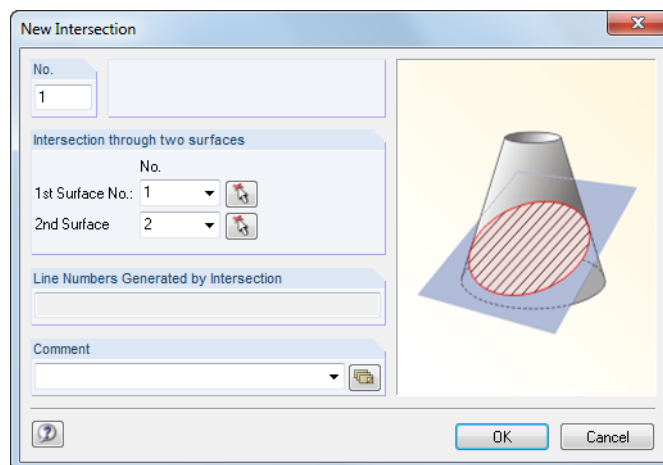 New Intersection
No.
1
Intersection through two surfaces
No.
1st Surface No.: 1
2nd Surface 2
Line Numbers Generated by Intersection
Comment
OK Cancel